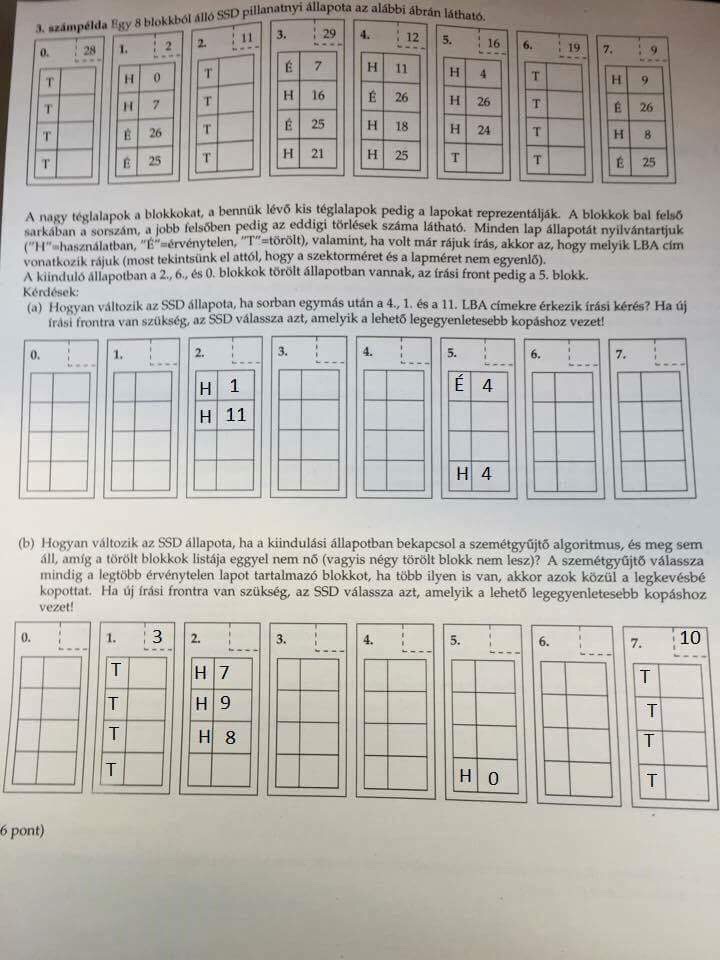 3. számpélda Egy 8 blokkból álló SSD pillanatnyi állapota az alábbi ábrán látható.
0. 28 1. 2 2. 11 3. 29 4. 12 5. 16 6. 19 7. 9
T H 0 T É 7 H 11 H 4 T H 9
T H 7 T H 16 É 26 H 26 T É 26
T É 26 T É 25 H 18 H 24 T H 8
T É 25 T H 21 H 25 T T É 25
A nagy téglalapok a blokkokat, a bennük lévő kis téglalapok pedig a lapokat reprezentálják. A blokkok bal felső
sarkában a sorszám, a jobb felsőben pedig az eddigi törlések száma látható. Minden lap állapotát nyilvántartjuk
("H"=használatban, "É"=érvénytelen, "T"=törölt), valamint, ha volt már rájuk írás, akkor az, hogy melyik LBA cím
vonatkozik rájuk (most tekintsünk el attól, hogy a szektorméret és a lapméret nem egyenlő).
A kiinduló állapotban a 2., 6., és 0. blokkok törölt állapotban vannak, az írási front pedig a 5. blokk.
Kérdések:
(a) Hogyan változik az SSD állapota, ha sorban egymás után a 4., 1. és a 11. LBA címekre érkezik írási kérés? Ha új
írási frontra van szükség, az SSD válassza azt, amelyik a lehető legegyenletesebb kopáshoz vezet!
0. 1. 2. 3. 4. 5. 6. 7.
H 1 É 4
H 11
H 4
(b) Hogyan változik az SSD állapota, ha a kiindulási állapotban bekapcsol a szemétgyűjtő algoritmus, és meg sem
áll, amíg a törölt blokkok listája eggyel nem nő (vagyis négy törölt blokk nem lesz)? A szemétgyűjtő válassza
mindig a legtöbb érvénytelen lapot tartalmazó blokkot, ha több ilyen is van, akkor azok közül a legkevésbé
kopottat. Ha új írási frontra van szükség, az SSD válassza azt, amelyik a lehető legegyenletesebb kopáshoz
vezet!
0. 1. 3 2. 3. 4. 5. 6. 7. 10
T H 7 T
T H 9 T
T H 8 T
T H 0 T
6 pont)